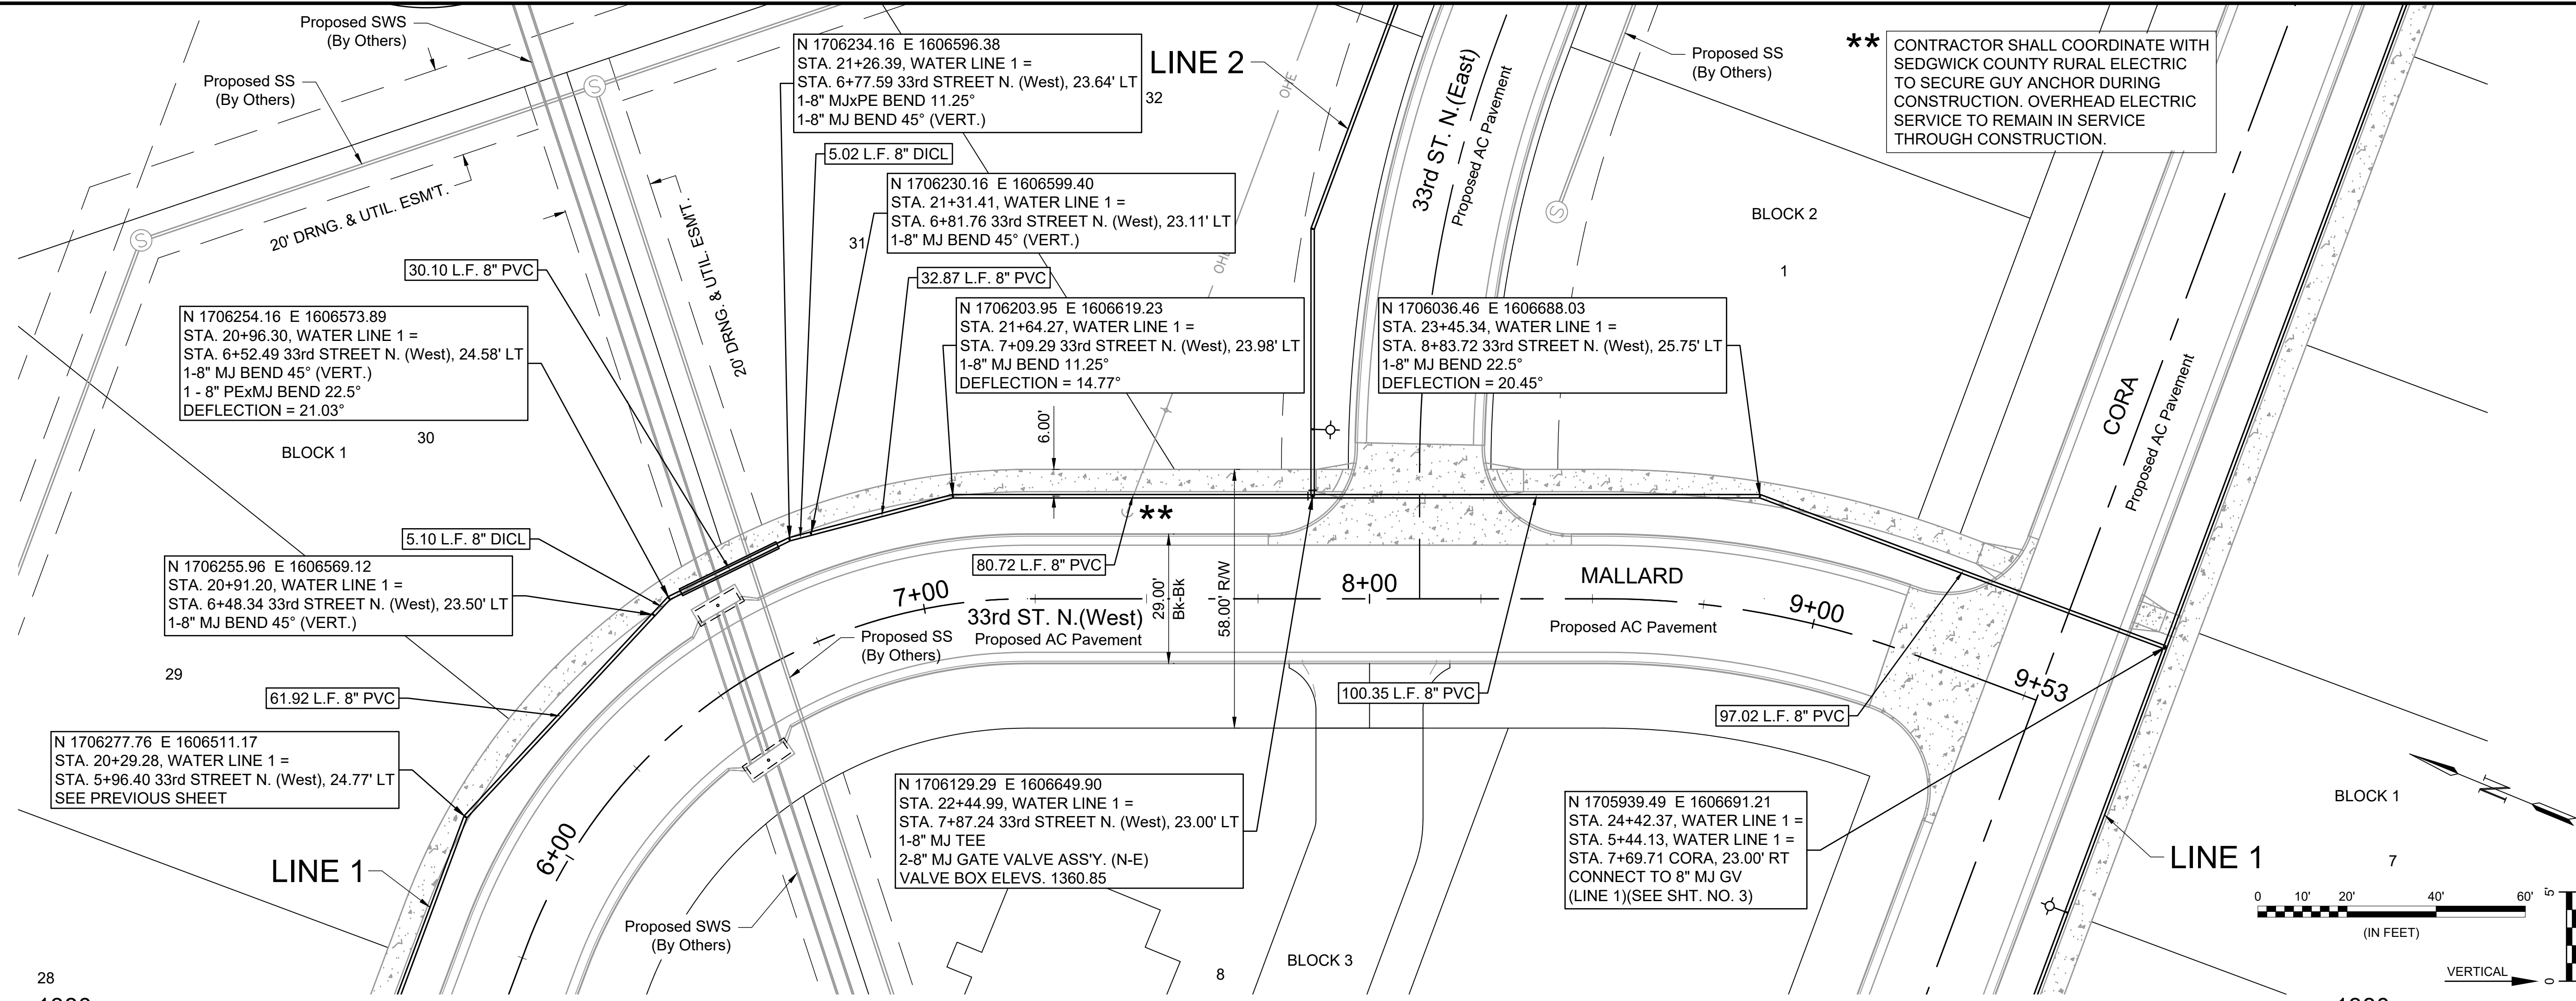 Proposed SWS
(By Others)
Proposed SS
(By Others)
20' DRNG. & UTIL. ESM'T.
20' DRNG. & UTIL. ESM'T.
N 1706234.16 E 1606596.38
STA. 21+26.39, WATER LINE 1 =
STA. 6+77.59 33rd STREET N. (West), 23.64' LT
1-8" MJxPE BEND 11.25°
1-8" MJ BEND 45° (VERT.)
LINE 2
32
OHE
33rd ST. N.(East)
Proposed AC Pavement
Proposed SS
(By Others)
**
CONTRACTOR SHALL COORDINATE WITH
SEDGWICK COUNTY RURAL ELECTRIC
TO SECURE GUY ANCHOR DURING
CONSTRUCTION. OVERHEAD ELECTRIC
SERVICE TO REMAIN IN SERVICE
THROUGH CONSTRUCTION.
5.02 L.F. 8" DICL
N 1706230.16 E 1606599.40
STA. 21+31.41, WATER LINE 1 =
STA. 6+81.76 33rd STREET N. (West), 23.11' LT
1-8" MJ BEND 45° (VERT.)
31
OHE
BLOCK 2
1
30.10 L.F. 8" PVC
32.87 L.F. 8" PVC
N 1706254.16 E 1606573.89
STA. 20+96.30, WATER LINE 1 =
STA. 6+52.49 33rd STREET N. (West), 24.58' LT
1-8" MJ BEND 45° (VERT.)
1 - 8" PExMJ BEND 22.5°
DEFLECTION = 21.03°
N 1706203.95 E 1606619.23
STA. 21+64.27, WATER LINE 1 =
STA. 7+09.29 33rd STREET N. (West), 23.98' LT
1-8" MJ BEND 11.25°
DEFLECTION = 14.77°
N 1706036.46 E 1606688.03
STA. 23+45.34, WATER LINE 1 =
STA. 8+83.72 33rd STREET N. (West), 25.75' LT
1-8" MJ BEND 22.5°
DEFLECTION = 20.45°
CORA
Proposed AC Pavement
30
BLOCK 1
6.00'
**
5.10 L.F. 8" DICL
N 1706255.96 E 1606569.12
STA. 20+91.20, WATER LINE 1 =
STA. 6+48.34 33rd STREET N. (West), 23.50' LT
1-8" MJ BEND 45° (VERT.)
80.72 L.F. 8" PVC
7+00
8+00
MALLARD
9+00
33rd ST. N.(West)
Proposed AC Pavement
Proposed AC Pavement
29.00'
Bk-Bk
58.00' R/W
Proposed SS
(By Others)
29
61.92 L.F. 8" PVC
100.35 L.F. 8" PVC
9+53
97.02 L.F. 8" PVC
N 1706277.76 E 1606511.17
STA. 20+29.28, WATER LINE 1 =
STA. 5+96.40 33rd STREET N. (West), 24.77' LT
SEE PREVIOUS SHEET
N 1706129.29 E 1606649.90
STA. 22+44.99, WATER LINE 1 =
STA. 7+87.24 33rd STREET N. (West), 23.00' LT
1-8" MJ TEE
2-8" MJ GATE VALVE ASS'Y. (N-E)
VALVE BOX ELEVS. 1360.85
N 1705939.49 E 1606691.21
STA. 24+42.37, WATER LINE 1 =
STA. 5+44.13, WATER LINE 1 =
STA. 7+69.71 CORA, 23.00' RT
CONNECT TO 8" MJ GV
(LINE 1)(SEE SHT. NO. 3)
N
BLOCK 1
7
6+00
LINE 1
LINE 1
0 10' 20' 40' 60'
(IN FEET)
5'
0
VERTICAL
Proposed SWS
(By Others)
28
8
BLOCK 3
S
S
S